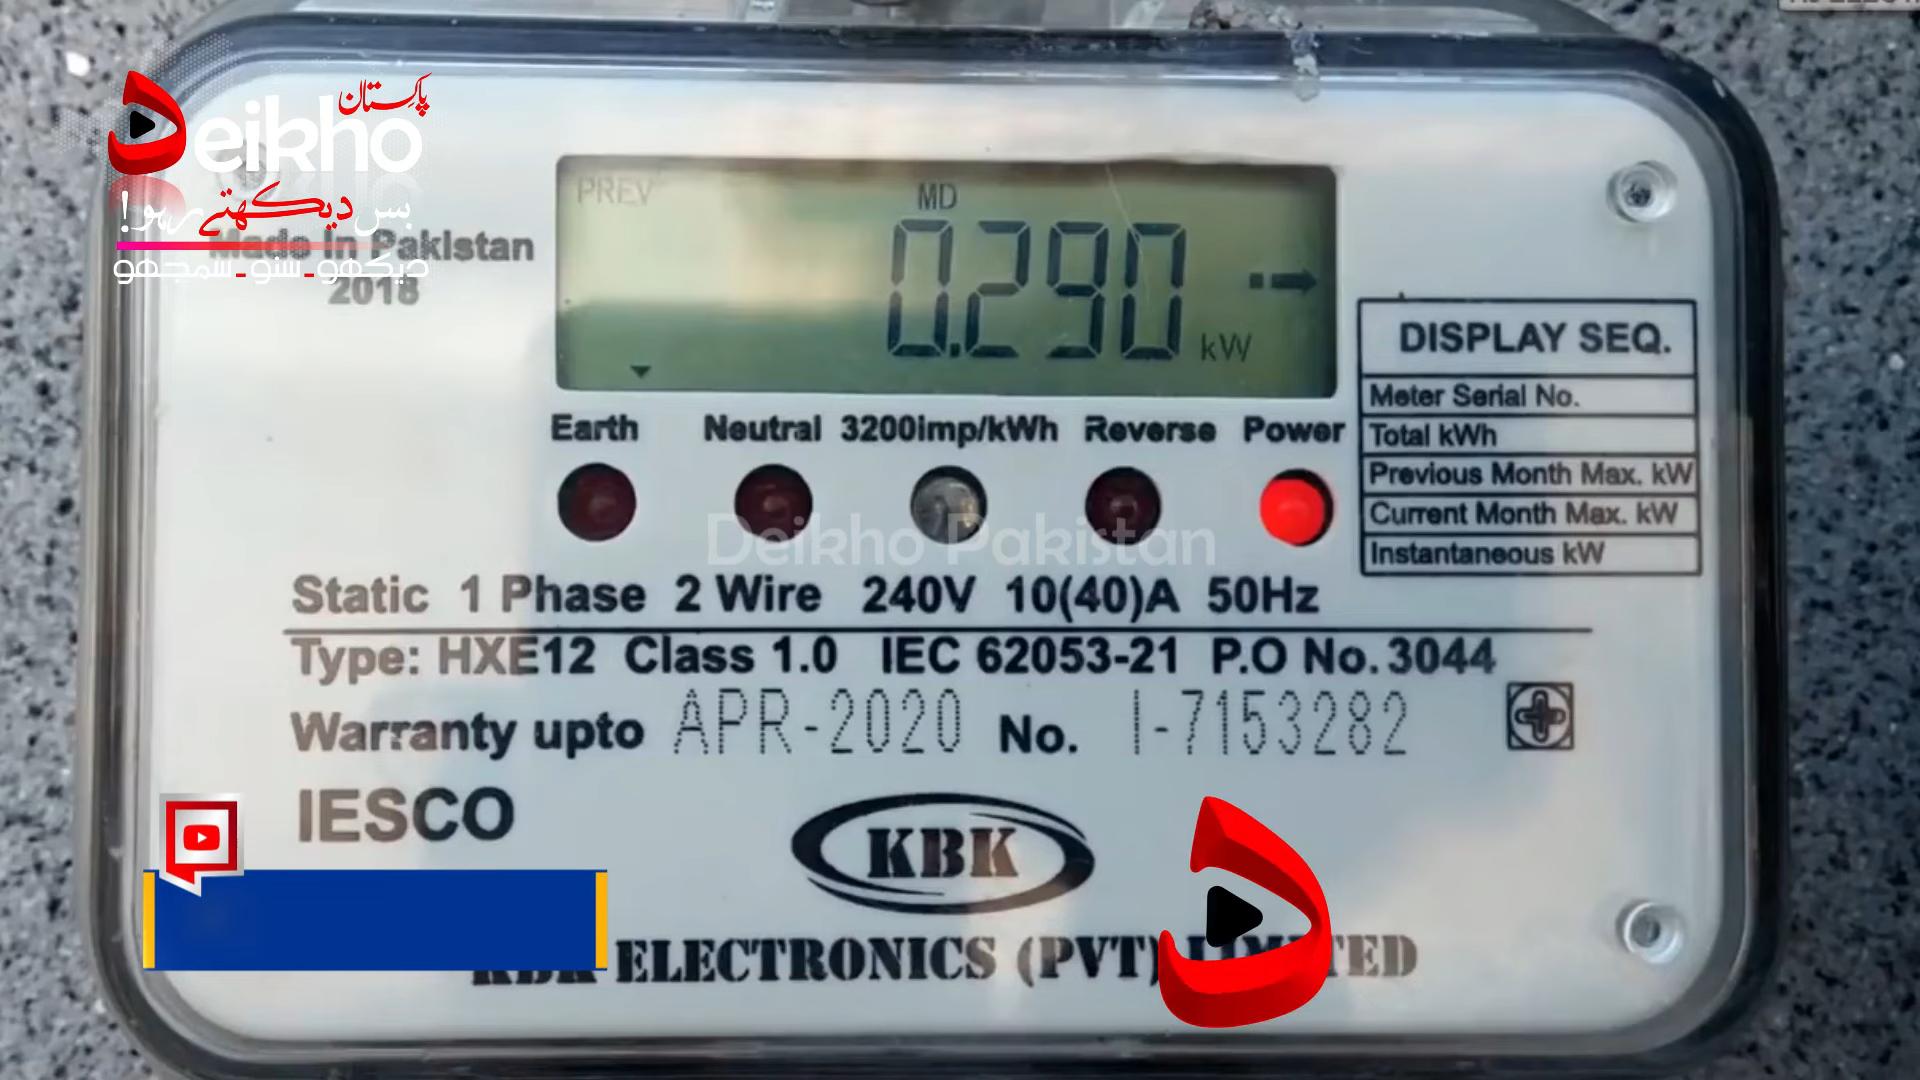 پاکستان
Deikho
بس دیکھتے رہو!
دیکھو-سنو-سمجھو
Made In Pakistan
2018
PREV MD
0.290 kW
DISPLAY SEQ.
Meter Serial No.
Total kWh
Previous Month Max. kW
Current Month Max. kW
Instantaneous kW
Earth Neutral 3200imp/kWh Reverse Power
Deikho Pakistan
Static 1 Phase 2 Wire 240V 10(40)A 50Hz
Type: HXE12 Class 1.0 IEC 62053-21 P.O No. 3044
Warranty upto APR-2020 No. I-7153282
IESCO
KBK
KBK ELECTRONICS (PVT) LIMITED